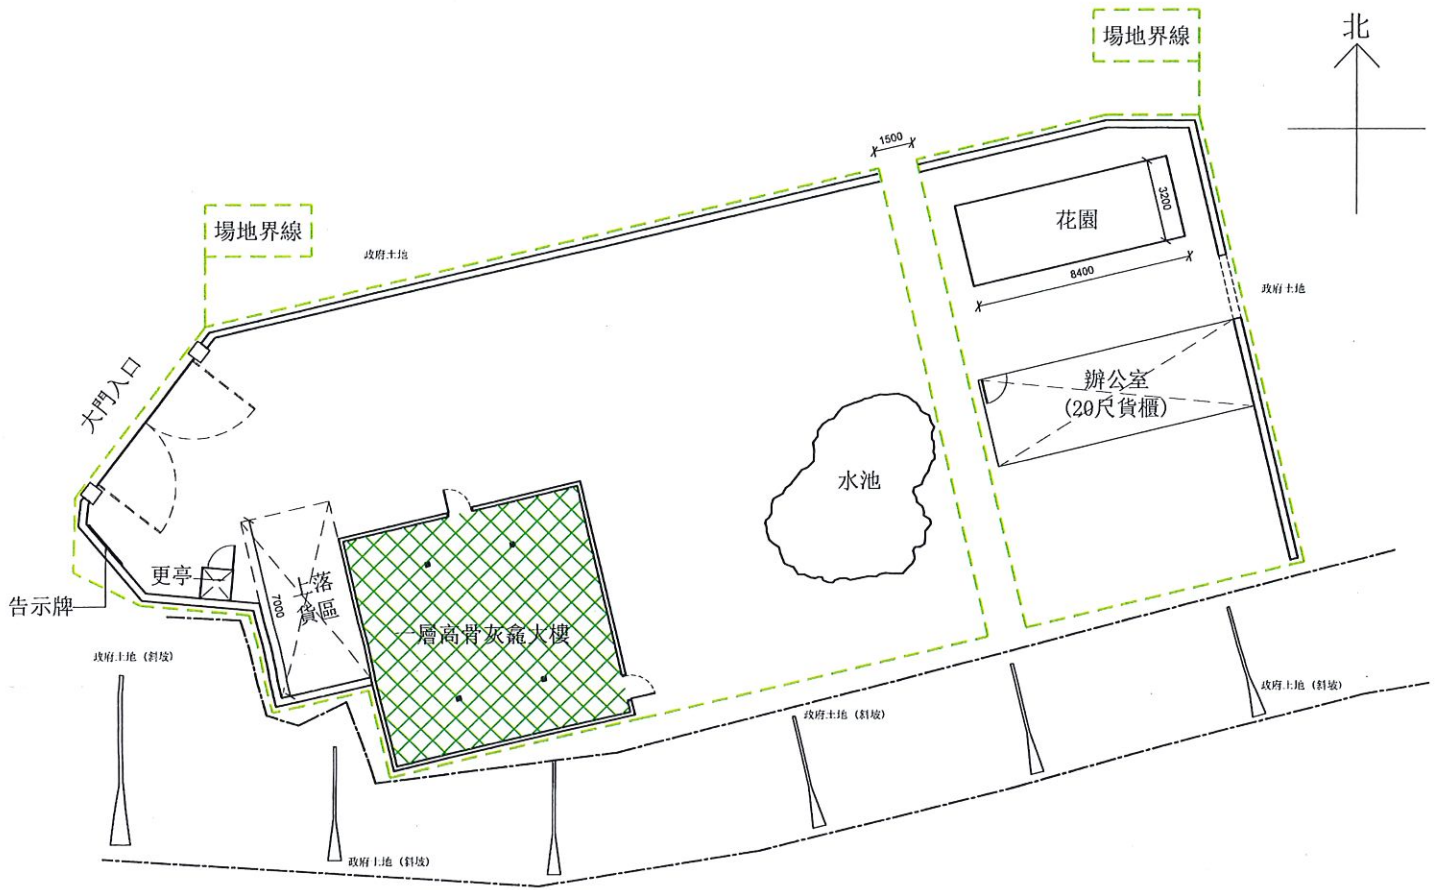 場地界線
北
1500
場地界線
政府土地
花園
3200
8400
政府土地
大門入口
辦公室
(20尺貨櫃)
水池
更亭
上落
貨區
7000
告示牌
一層高骨灰龕大樓
政府土地 (斜坡)
政府土地 (斜坡)
政府土地 (斜坡)
政府土地 (斜坡)